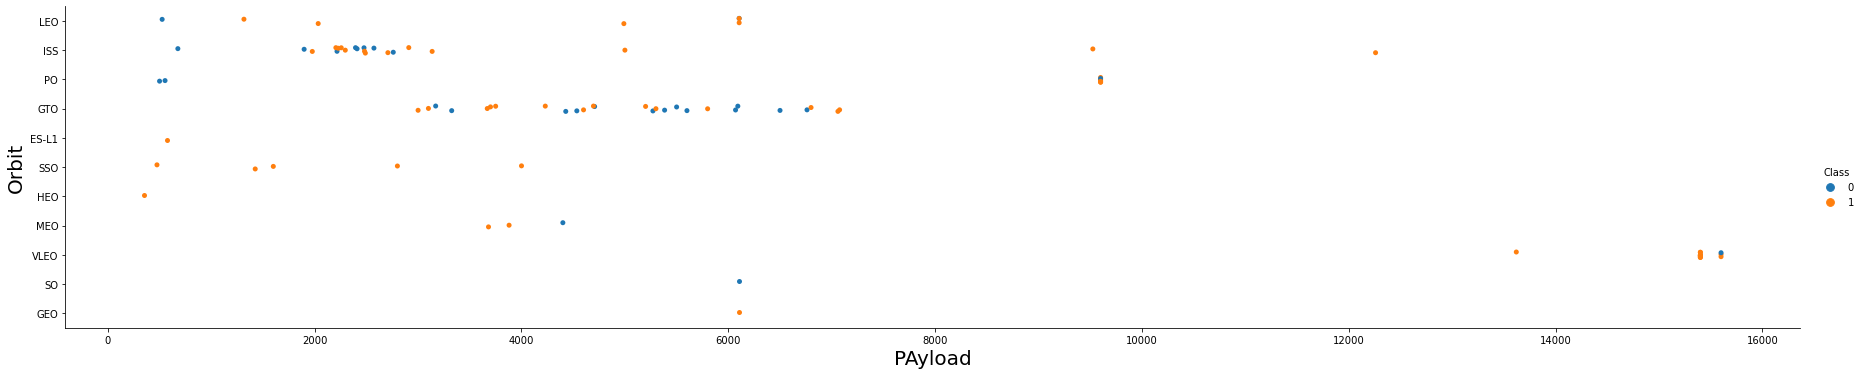 LEO
ISS
PO
GTO
ES-L1
SSO
HEO
MEO
VLEO
SO
GEO
Orbit
0 2000 4000 6000 8000 10000 12000 14000 16000
PAyload
Class
0
1